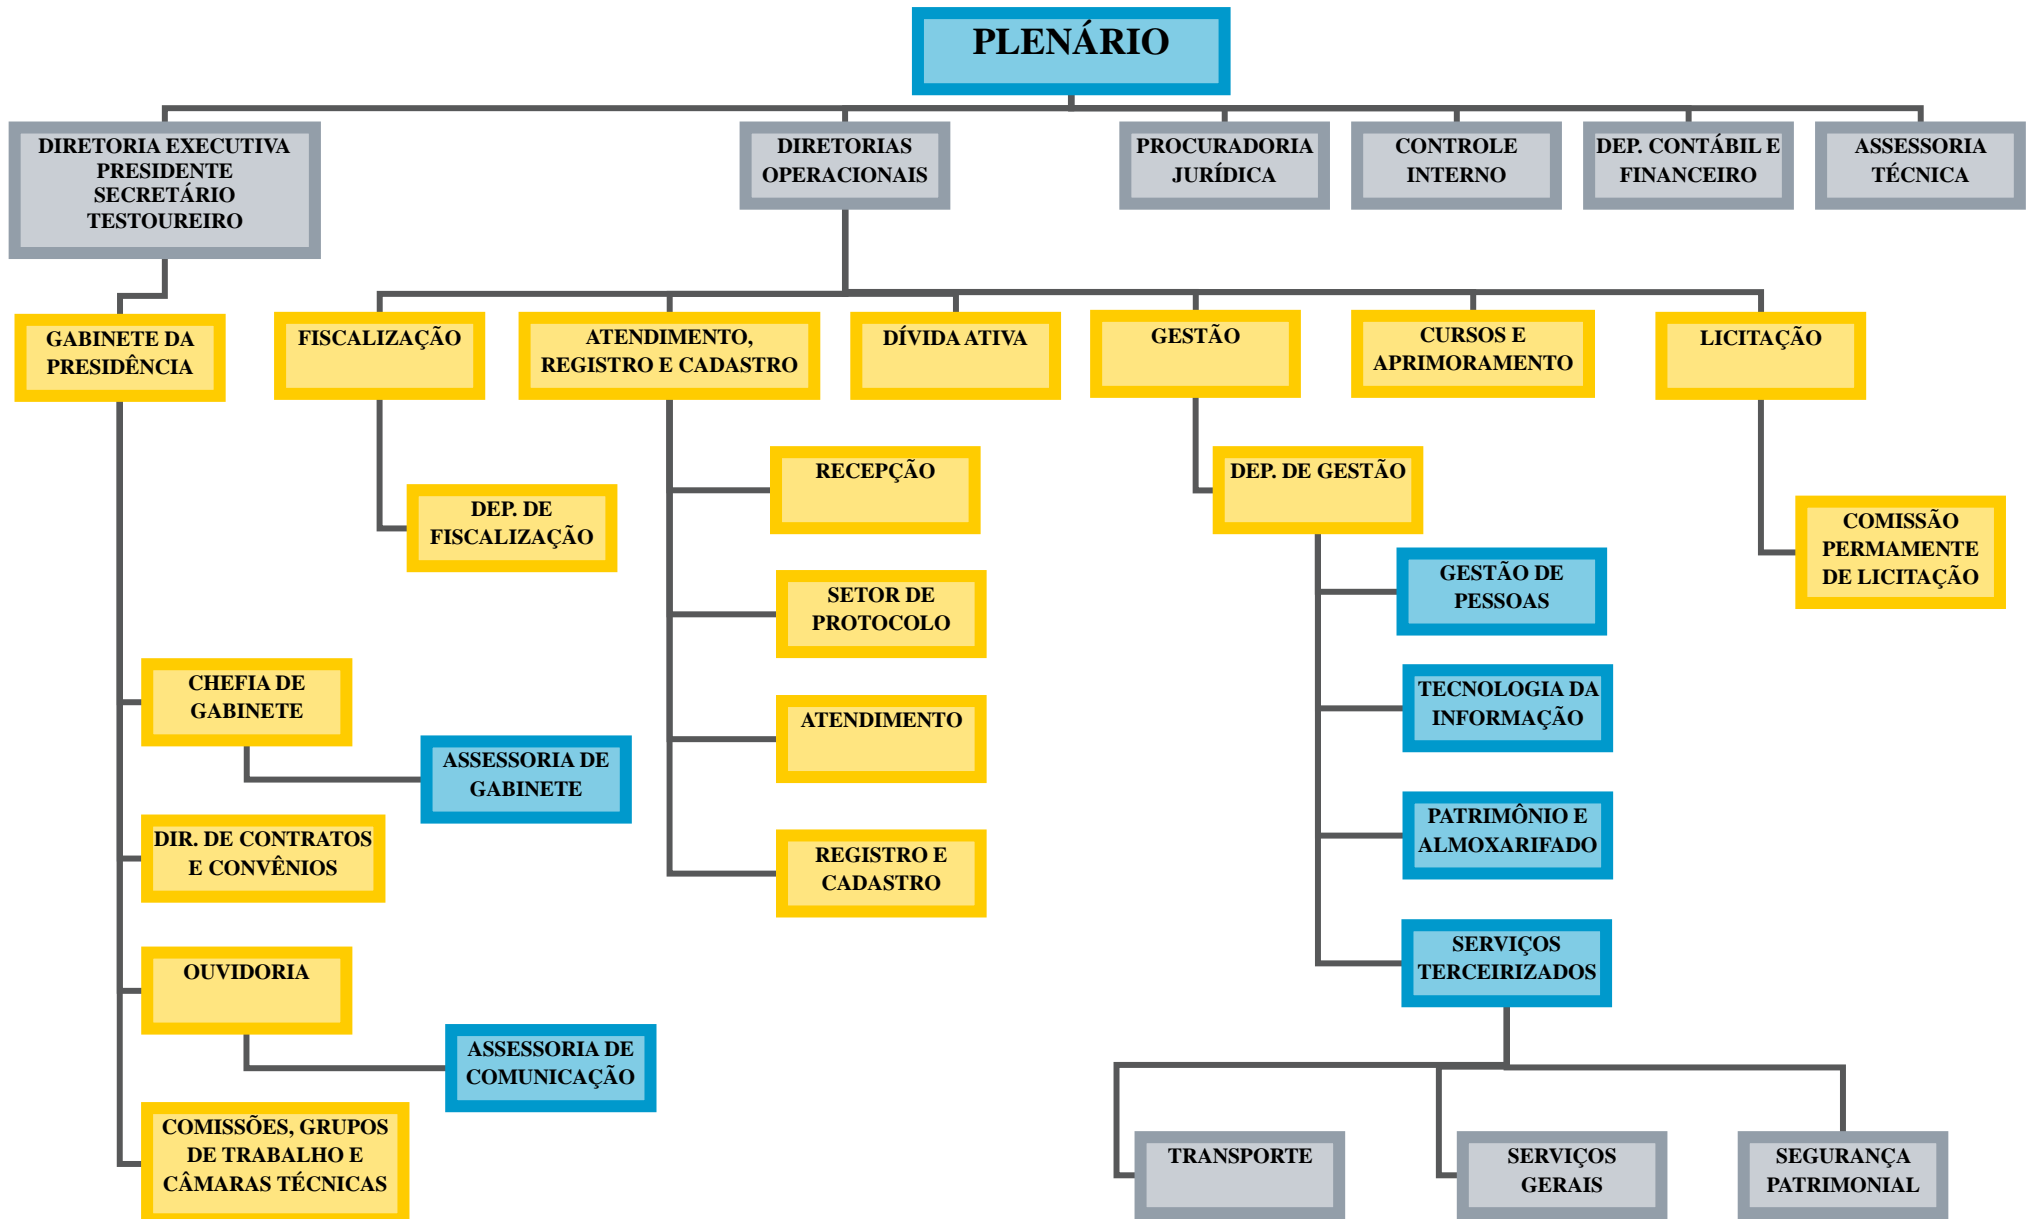 PLENÁRIO
DIRETORIA EXECUTIVA
PRESIDENTE
SECRETÁRIO
TESTOUREIRO
DIRETORIAS
OPERACIONAIS
PROCURADORIA
JURÍDICA
CONTROLE
INTERNO
DEP. CONTÁBIL E
FINANCEIRO
ASSESSORIA
TÉCNICA
GABINETE DA
PRESIDÊNCIA
FISCALIZAÇÃO
ATENDIMENTO,
REGISTRO E CADASTRO
DÍVIDA ATIVA
GESTÃO
CURSOS E
APRIMORAMENTO
LICITAÇÃO
RECEPÇÃO
DEP. DE GESTÃO
DEP. DE
FISCALIZAÇÃO
COMISSÃO
PERMAMENTE
DE LICITAÇÃO
GESTÃO DE
PESSOAS
SETOR DE
PROTOCOLO
CHEFIA DE
GABINETE
TECNOLOGIA DA
INFORMAÇÃO
ATENDIMENTO
ASSESSORIA DE
GABINETE
PATRIMÔNIO E
ALMOXARIFADO
DIR. DE CONTRATOS
E CONVÊNIOS
REGISTRO E
CADASTRO
SERVIÇOS
TERCEIRIZADOS
OUVIDORIA
ASSESSORIA DE
COMUNICAÇÃO
COMISSÕES, GRUPOS
DE TRABALHO E
CÂMARAS TÉCNICAS
TRANSPORTE
SERVIÇOS
GERAIS
SEGURANÇA
PATRIMONIAL